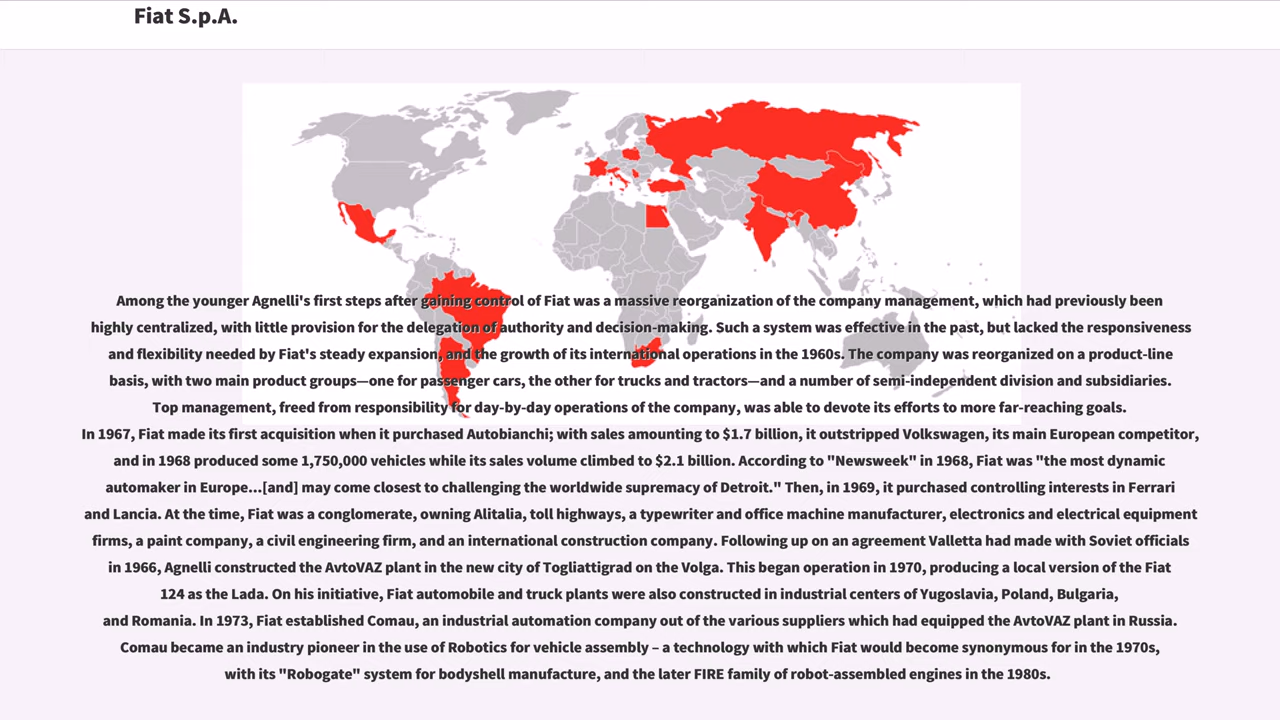 Fiat S.p.A.
Among the younger Agnelli's first steps after gaining control of Fiat was a massive reorganization of the company management, which had previously been
highly centralized, with little provision for the delegation of authority and decision-making. Such a system was effective in the past, but lacked the responsiveness
and flexibility needed by Fiat's steady expansion, and the growth of its international operations in the 1960s. The company was reorganized on a product-line
basis, with two main product groups—one for passenger cars, the other for trucks and tractors—and a number of semi-independent division and subsidiaries.
Top management, freed from responsibility for day-by-day operations of the company, was able to devote its efforts to more far-reaching goals.
In 1967, Fiat made its first acquisition when it purchased Autobianchi; with sales amounting to $1.7 billion, it outstripped Volkswagen, its main European competitor,
and in 1968 produced some 1,750,000 vehicles while its sales volume climbed to $2.1 billion. According to "Newsweek" in 1968, Fiat was "the most dynamic
automaker in Europe...[and] may come closest to challenging the worldwide supremacy of Detroit." Then, in 1969, it purchased controlling interests in Ferrari
and Lancia. At the time, Fiat was a conglomerate, owning Alitalia, toll highways, a typewriter and office machine manufacturer, electronics and electrical equipment
firms, a paint company, a civil engineering firm, and an international construction company. Following up on an agreement Valletta had made with Soviet officials
in 1966, Agnelli constructed the AvtoVAZ plant in the new city of Togliattigrad on the Volga. This began operation in 1970, producing a local version of the Fiat
124 as the Lada. On his initiative, Fiat automobile and truck plants were also constructed in industrial centers of Yugoslavia, Poland, Bulgaria,
and Romania. In 1973, Fiat established Comau, an industrial automation company out of the various suppliers which had equipped the AvtoVAZ plant in Russia.
Comau became an industry pioneer in the use of Robotics for vehicle assembly – a technology with which Fiat would become synonymous for in the 1970s,
with its "Robogate" system for bodyshell manufacture, and the later FIRE family of robot-assembled engines in the 1980s.